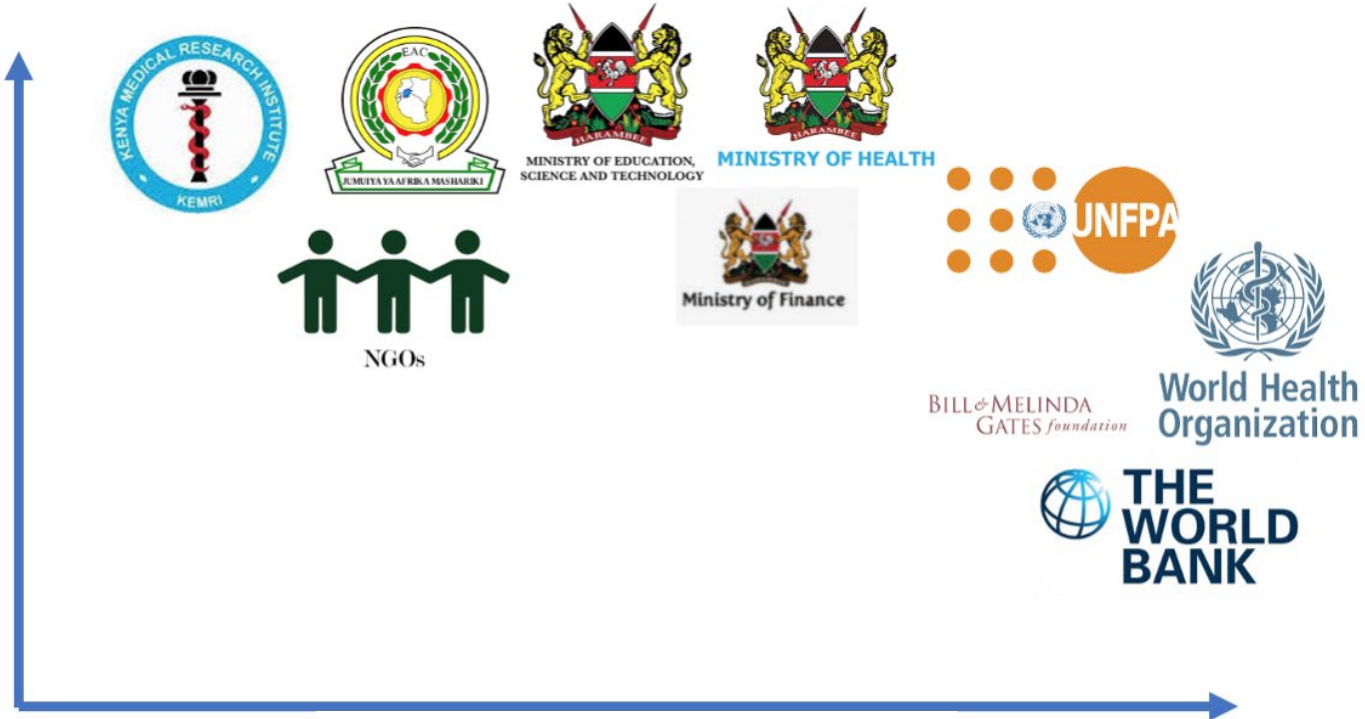 KENYA MEDICAL RESEARCH INSTITUTE
KEMRI
EAC
JUMUIYA YA AFRIKA MASHARIKI
HARAMBEE
MINISTRY OF EDUCATION,
SCIENCE AND TECHNOLOGY
HARAMBEE
MINISTRY OF HEALTH
Ministry of Finance
NGOs
UNFPA
World Health
Organization
BILL & MELINDA
GATES foundation
THE
WORLD
BANK